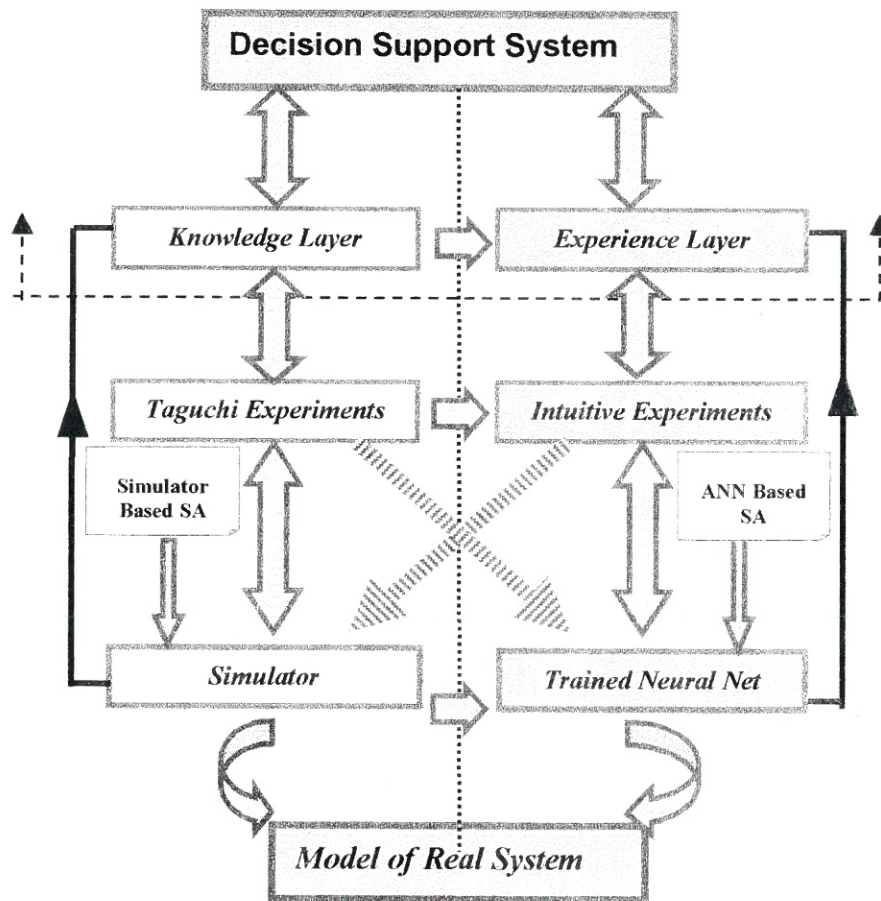 Decision Support System
Knowledge Layer
Experience Layer
Taguchi Experiments
Intuitive Experiments
Simulator
Based SA
ANN Based
SA
Simulator
Trained Neural Net
Model of Real System